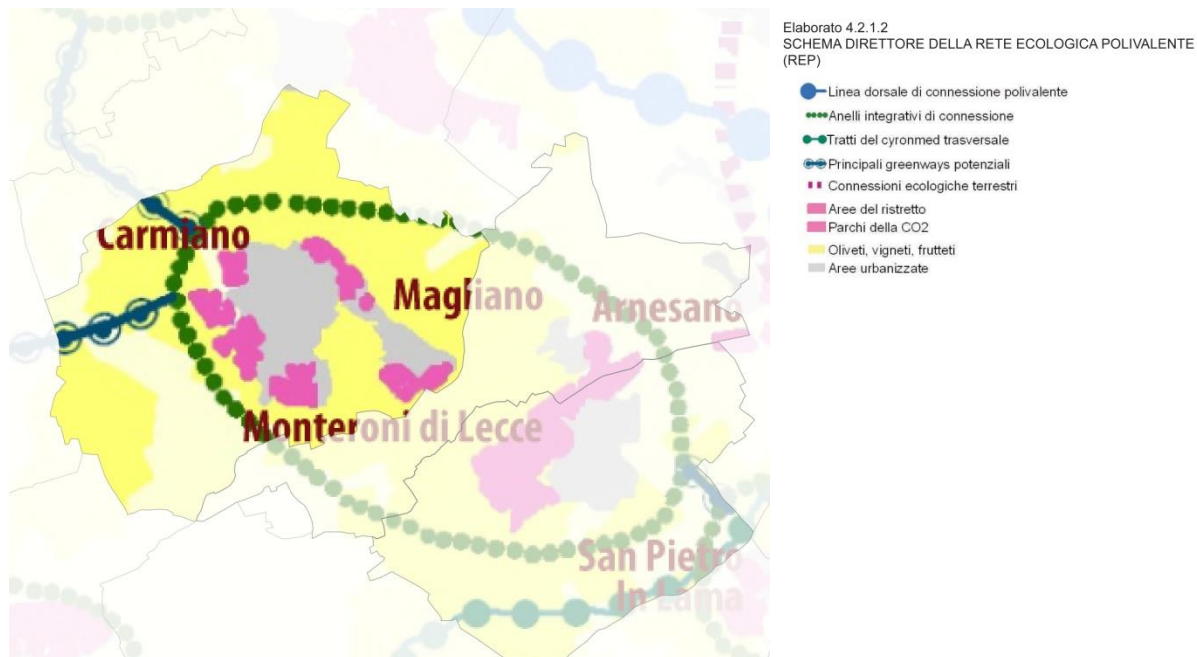 Elaborato 4.2.1.2
SCHEMA DIRETTORE DELLA RETE ECOLOGICA POLIVALENTE
(REP)
Linea dorsale di connessione polivalente
Anelli integrativi di connessione
Tratti del cyronmed trasversale
Principali greenways potenziali
Connessioni ecologiche terrestri
Aree del ristretto
Parchi della CO2
Oliveti, vigneti, frutteti
Aree urbanizzate
Carmiano
Magliano
Arnesano
Monteroni di Lecce
San Pietro
In Lama